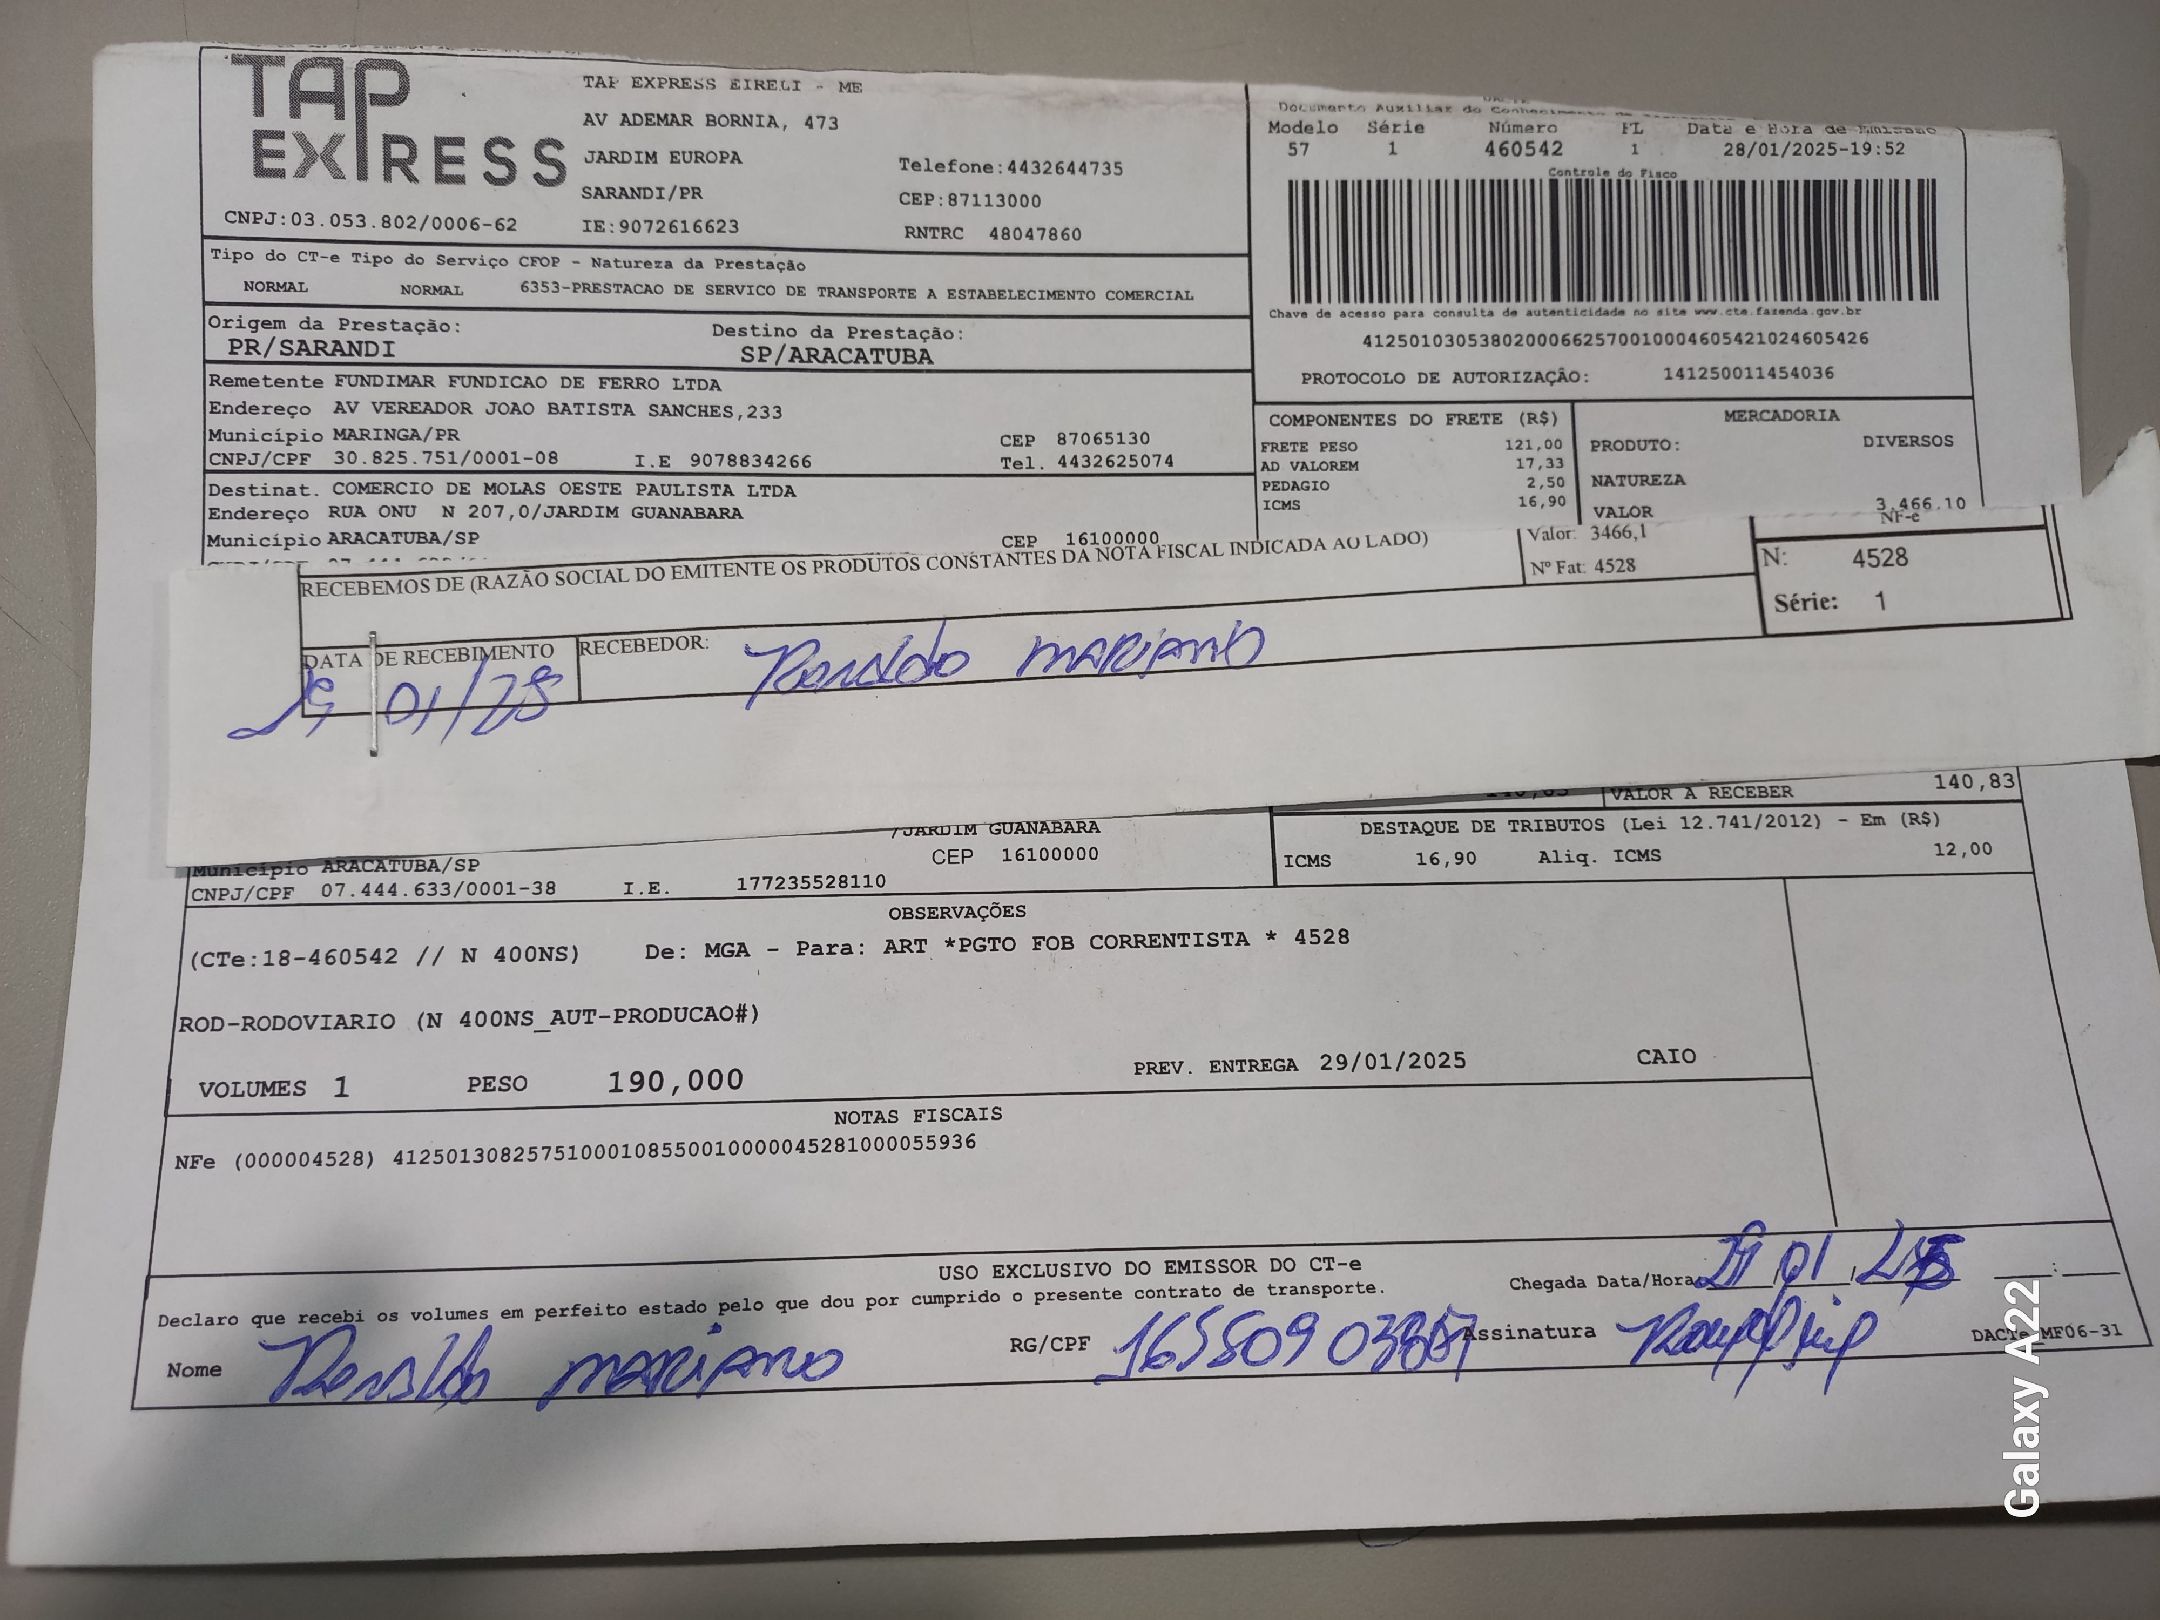 TAP
EXPRESS
TAP EXPRESS EIRELI - ME
AV ADEMAR BORNIA, 473
JARDIM EUROPA
Telefone:4432644735
SARANDI/PR
CEP:87113000
CNPJ:03.053.802/0006-62
IE:9072616623
RNTRC 48047860
Documento Auxiliar do Conhecimento
Modelo Série Número FL Data e Hora de Emissão
57 1 460542 1 28/01/2025-19:52
Controle do Fisco
Chave de acesso para consulta de autenticidade no site www.cte.fazenda.gov.br
41250103053802000662570010004605421024605426
PROTOCOLO DE AUTORIZAÇÃO: 141250011454036
Tipo do CT-e Tipo do Serviço CFOP - Natureza da Prestação
NORMAL NORMAL 6353-PRESTACAO DE SERVICO DE TRANSPORTE A ESTABELECIMENTO COMERCIAL
Origem da Prestação: Destino da Prestação:
PR/SARANDI SP/ARACATUBA
Remetente FUNDIMAR FUNDICAO DE FERRO LTDA
Endereço AV VEREADOR JOAO BATISTA SANCHES,233
Município MARINGA/PR CEP 87065130
CNPJ/CPF 30.825.751/0001-08 I.E 9078834266 Tel. 4432625074
Destinat. COMERCIO DE MOLAS OESTE PAULISTA LTDA
Endereço RUA ONU N 207,0/JARDIM GUANABARA
Município ARACATUBA/SP CEP 16100000
COMPONENTES DO FRETE (R$)
FRETE PESO 121,00
AD VALOREM 17,33
PEDAGIO 2,50
ICMS 16,90
MERCADORIA
PRODUTO: DIVERSOS
NATUREZA
VALOR 3,466.10
RECEBEMOS DE (RAZÃO SOCIAL DO EMITENTE OS PRODUTOS CONSTANTES DA NOTA FISCAL INDICADA AO LADO)
Valor: 3466,1
Nº Fat: 4528
NF-e
N: 4528
Série: 1
DATA DE RECEBIMENTO RECEBEDOR:
Ronaldo mariano
VALOR A RECEBER 140,83
/JARDIM GUANABARA
Município ARACATUBA/SP CEP 16100000
CNPJ/CPF 07.444.633/0001-38 I.E. 177235528110
DESTAQUE DE TRIBUTOS (Lei 12.741/2012) - Em (R$)
ICMS 16,90 Aliq. ICMS 12,00
OBSERVAÇÕES
(CTe:18-460542 // N 400NS) De: MGA - Para: ART *PGTO FOB CORRENTISTA * 4528
ROD-RODOVIARIO (N 400NS_AUT-PRODUCAO#)
VOLUMES 1 PESO 190,000 PREV. ENTREGA 29/01/2025 CAIO
NOTAS FISCAIS
NFe (000004528) 41250130825751000108550010000045281000055936
USO EXCLUSIVO DO EMISSOR DO CT-e
Declaro que recebi os volumes em perfeito estado pelo que dou por cumprido o presente contrato de transporte.
Chegada Data/Hora
Nome Ronaldo mariano RG/CPF Assinatura
DACTe MF06-31
Galaxy A22